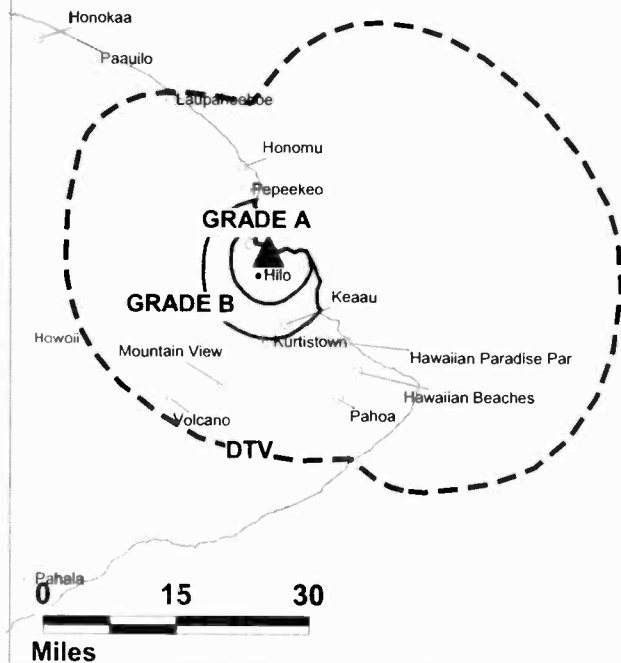 Honokaa
Paauilo
Laupahoehoe
Honomu
Pepeekeo
GRADE A
Hilo
GRADE B
Keaau
Hawaii
Kurtistown
Mountain View
Hawaiian Paradise Par
Hawaiian Beaches
Volcano
Pahoa
DTV
Pahala
0 15 30
Miles